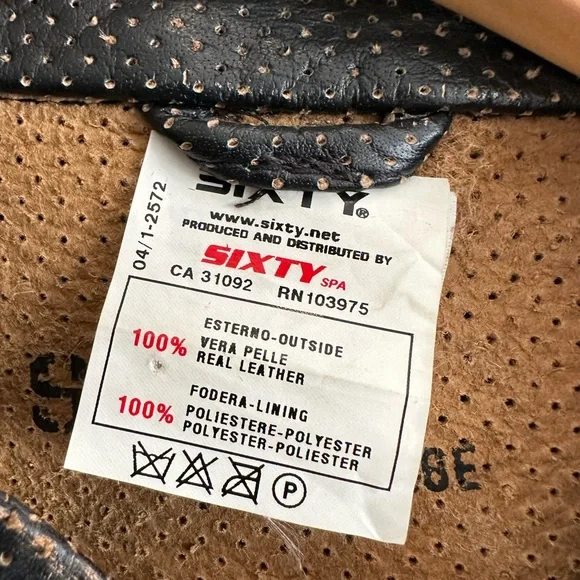 SIXTY®
www.sixty.net
PRODUCED AND DISTRIBUTED BY
SIXTY SPA
CA 31092 RN103975
04/1-2572
ESTERNO-OUTSIDE
100% VERA PELLE
REAL LEATHER
FODERA-LINING
100% POLIESTERE-POLYESTER
POLYESTER-POLIESTER
P